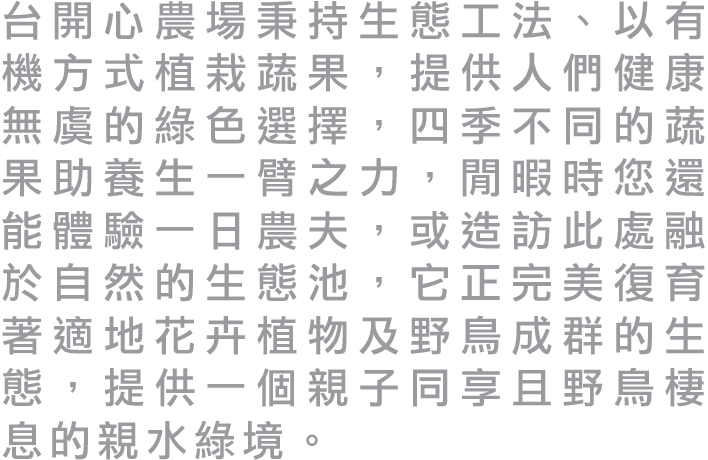 台開心農場秉持生態工法、以有
機方式植栽蔬果，提供人們健康
無虞的綠色選擇，四季不同的蔬
果助養生一臂之力，閒暇時您還
能體驗一日農夫，或造訪此處融
於自然的生態池，它正完美復育
著適地花卉植物及野鳥成群的生
態，提供一個親子同享且野鳥棲
息的親水綠境。